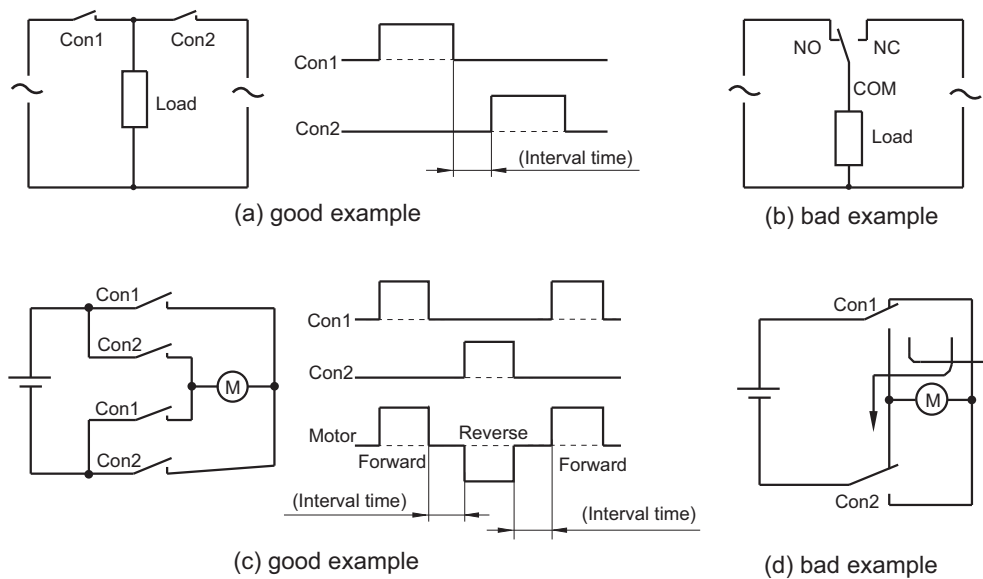 Con1
Con2
Load
Con1
Con2
(Interval time)
(a) good example
NO
NC
COM
Load
(b) bad example
Con1
Con2
Con1
Con2
M
Con1
Con2
Motor
Forward
Reverse
Forward
(Interval time)
(Interval time)
(c) good example
Con1
M
Con2
(d) bad example